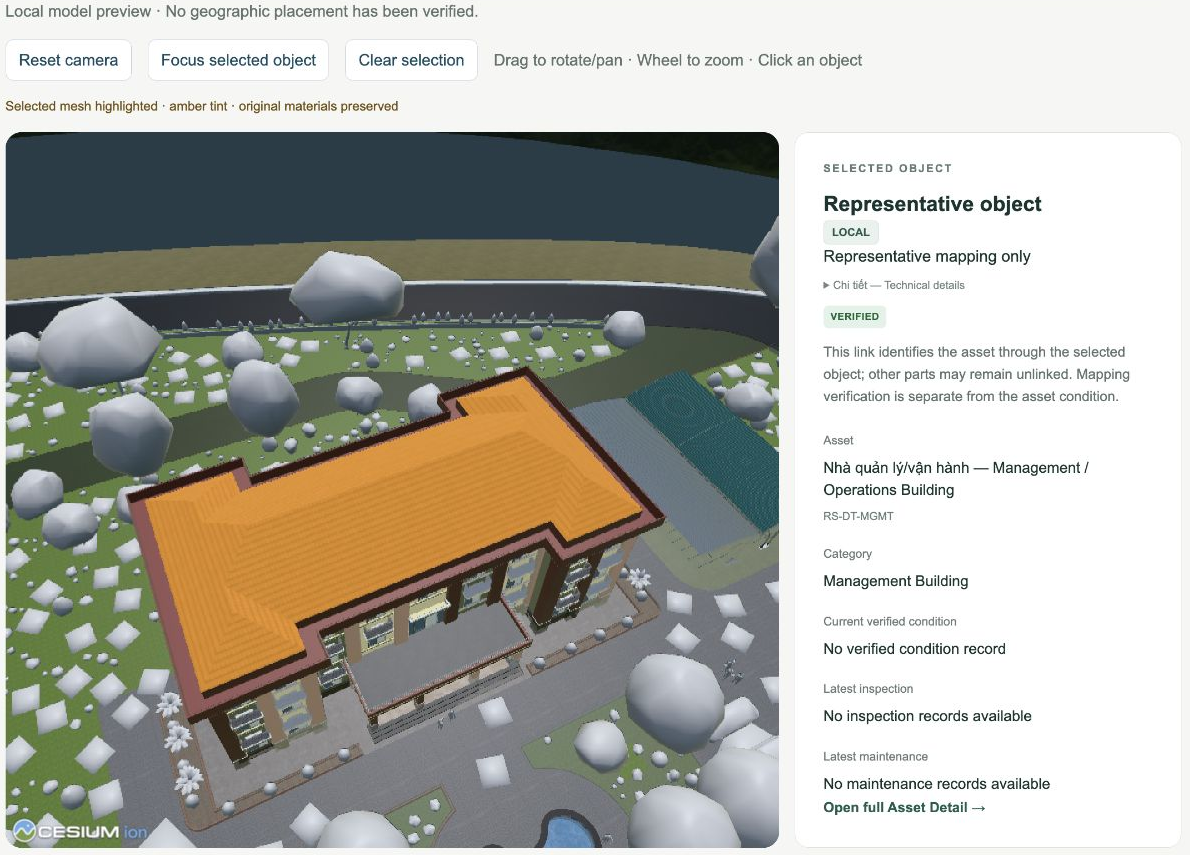 Local model preview · No geographic placement has been verified.
Reset camera
Focus selected object
Clear selection
Drag to rotate/pan · Wheel to zoom · Click an object
Selected mesh highlighted · amber tint · original materials preserved
CESIUM ion
SELECTED OBJECT
Representative object
LOCAL
Representative mapping only
▶ Chi tiết — Technical details
VERIFIED
This link identifies the asset through the selected
object; other parts may remain unlinked. Mapping
verification is separate from the asset condition.
Asset
Nhà quản lý/vận hành — Management /
Operations Building
RS-DT-MGMT
Category
Management Building
Current verified condition
No verified condition record
Latest inspection
No inspection records available
Latest maintenance
No maintenance records available
Open full Asset Detail →